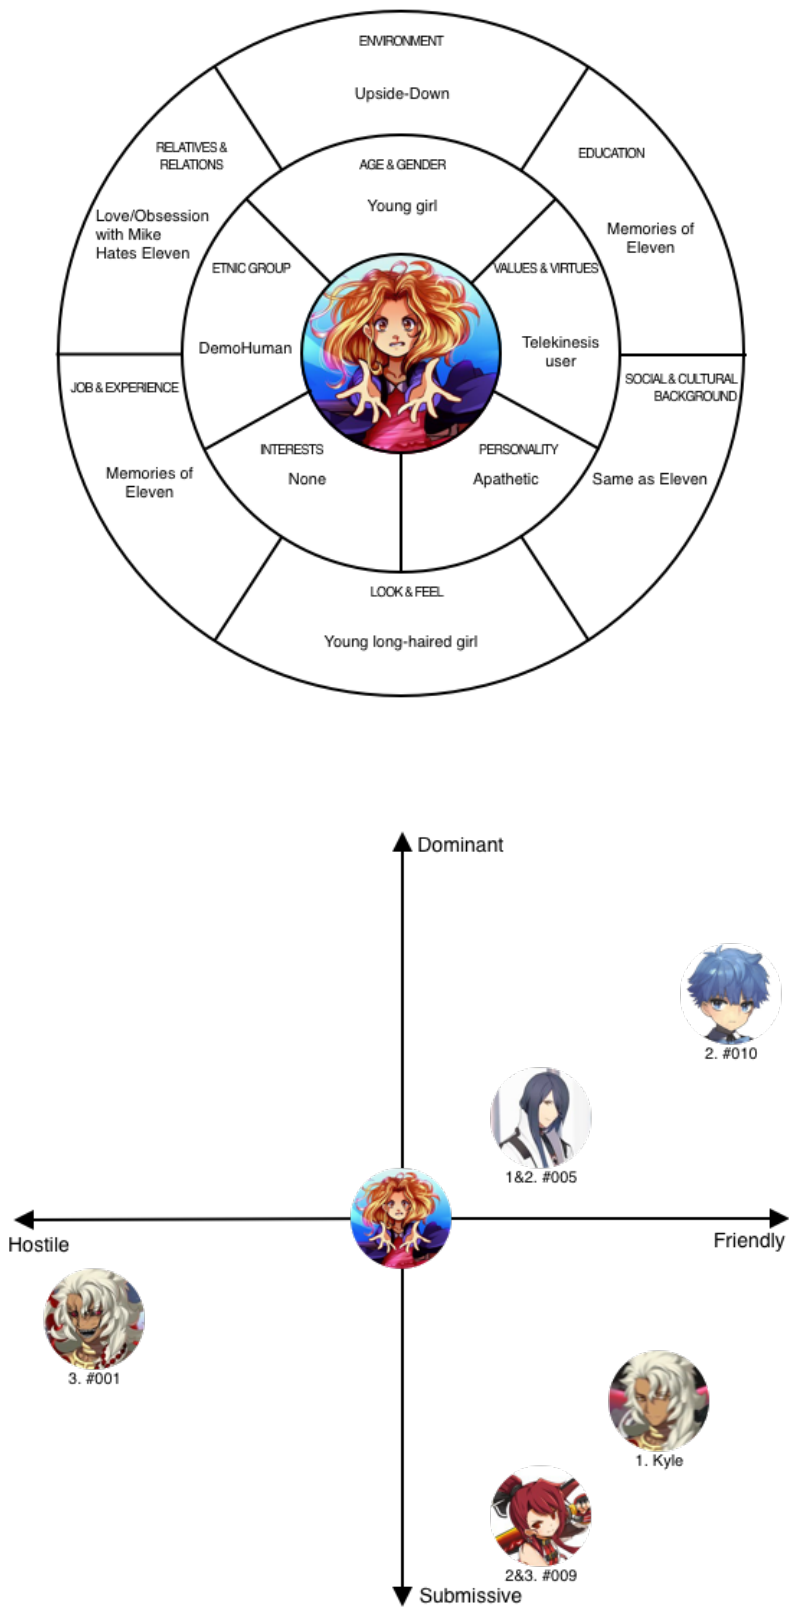 ENVIRONMENT
Upside-Down
RELATIVES &
RELATIONS
Love/Obsession
with Mike
Hates Eleven
AGE & GENDER
Young girl
EDUCATION
Memories of
Eleven
ETNIC GROUP
DemoHuman
VALUES & VIRTUES
Telekinesis
user
JOB & EXPERIENCE
Memories of
Eleven
SOCIAL & CULTURAL
BACKGROUND
Same as Eleven
INTERESTS
None
PERSONALITY
Apathetic
LOOK & FEEL
Young long-haired girl
Dominant
2. #010
1&2. #005
Hostile
Friendly
3. #001
1. Kyle
2&3. #009
Submissive